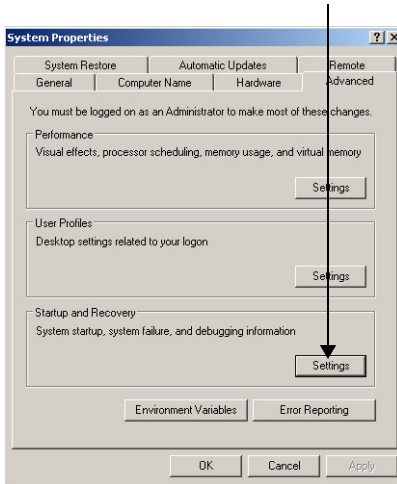 System Properties
System Restore Automatic Updates Remote
General Computer Name Hardware Advanced
You must be logged on as an Administrator to make most of these changes.
Performance
Visual effects, processor scheduling, memory usage, and virtual memory
Settings
User Profiles
Desktop settings related to your logon
Settings
Startup and Recovery
System startup, system failure, and debugging information
Settings
Environment Variables Error Reporting
OK Cancel Apply